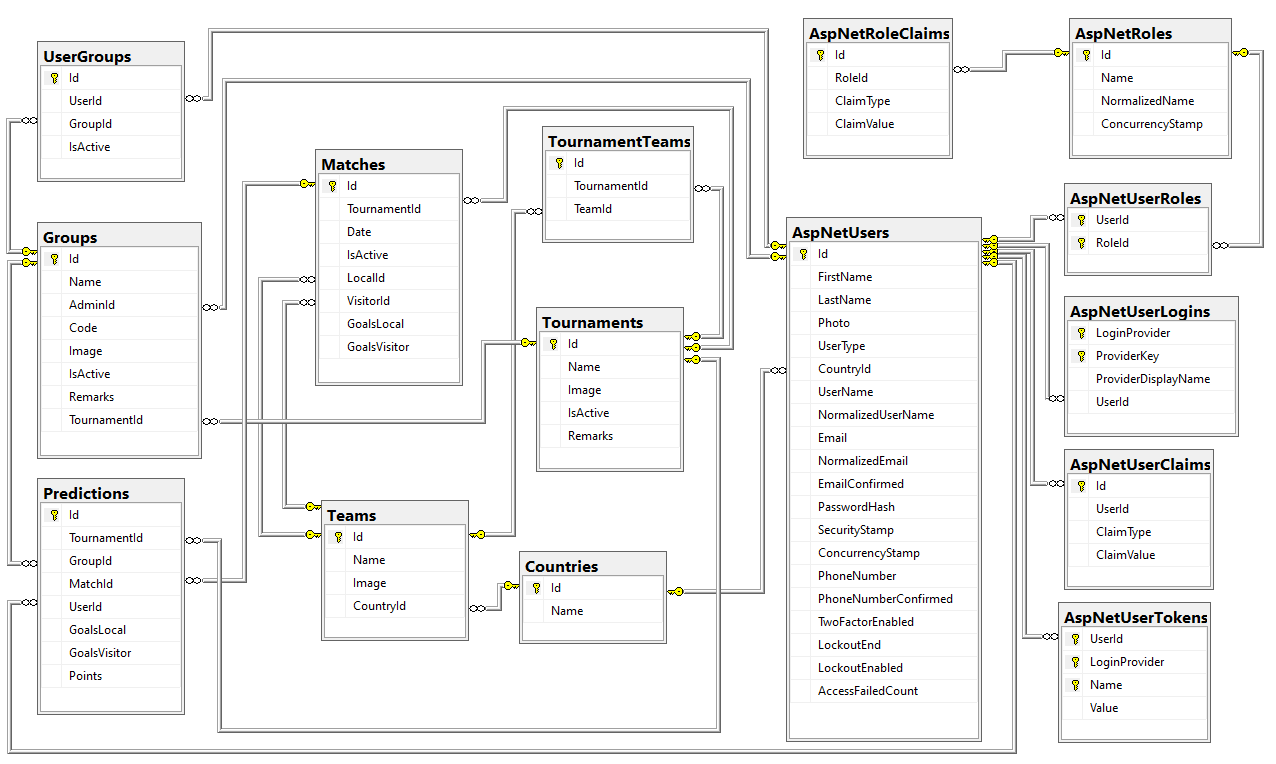 UserGroups
Id
UserId
GroupId
IsActive
Groups
Id
Name
AdminId
Code
Image
IsActive
Remarks
TournamentId
Predictions
Id
TournamentId
GroupId
MatchId
UserId
GoalsLocal
GoalsVisitor
Points
Matches
Id
TournamentId
Date
IsActive
LocalId
VisitorId
GoalsLocal
GoalsVisitor
Teams
Id
Name
Image
CountryId
TournamentTeams
Id
TournamentId
TeamId
Tournaments
Id
Name
Image
IsActive
Remarks
Countries
Id
Name
AspNetUsers
Id
FirstName
LastName
Photo
UserType
CountryId
UserName
NormalizedUserName
Email
NormalizedEmail
EmailConfirmed
PasswordHash
SecurityStamp
ConcurrencyStamp
PhoneNumber
PhoneNumberConfirmed
TwoFactorEnabled
LockoutEnd
LockoutEnabled
AccessFailedCount
AspNetRoleClaims
Id
RoleId
ClaimType
ClaimValue
AspNetRoles
Id
Name
NormalizedName
ConcurrencyStamp
AspNetUserRoles
UserId
RoleId
AspNetUserLogins
LoginProvider
ProviderKey
ProviderDisplayName
UserId
AspNetUserClaims
Id
UserId
ClaimType
ClaimValue
AspNetUserTokens
UserId
LoginProvider
Name
Value